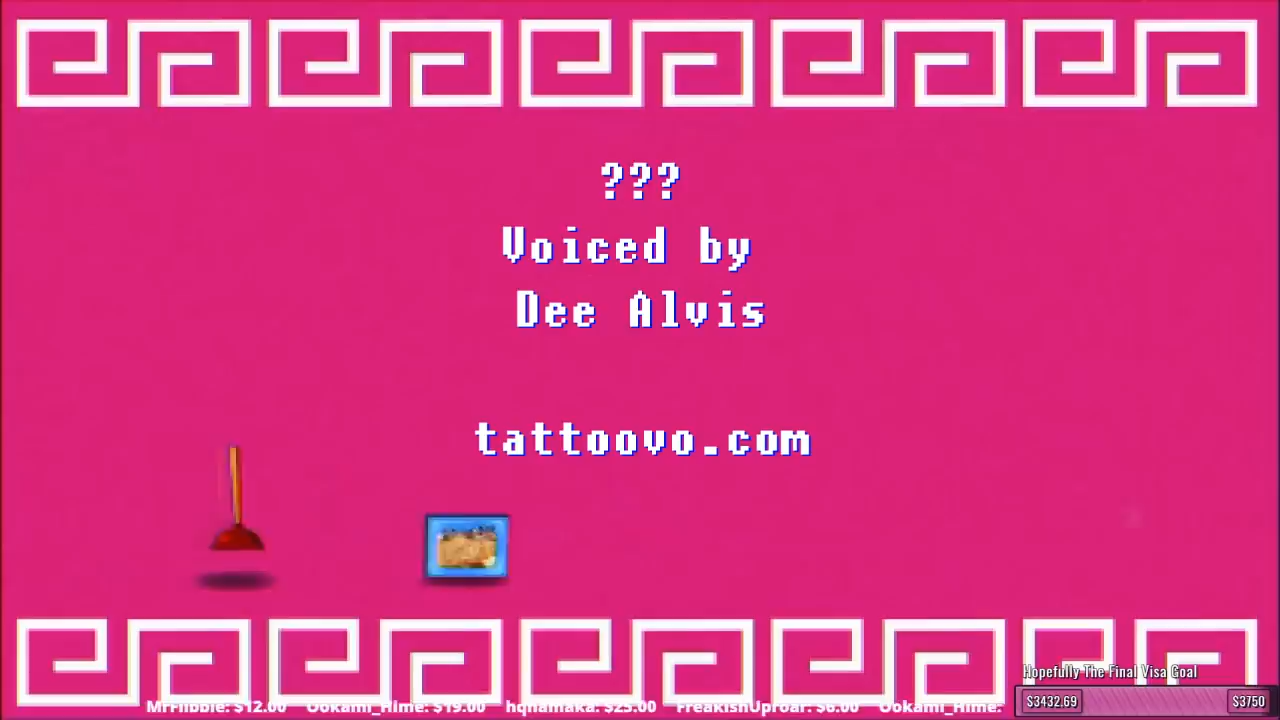 ???
Voiced by
Dee Alvis
tattoovo.com
Hopefully The Final Visa Goal
$3432.69 $3750
MrFlibble: $12.00 Ookami_Hime: $19.00 $25.00 FreakishUproar: $6.00 Ookami_Hime: